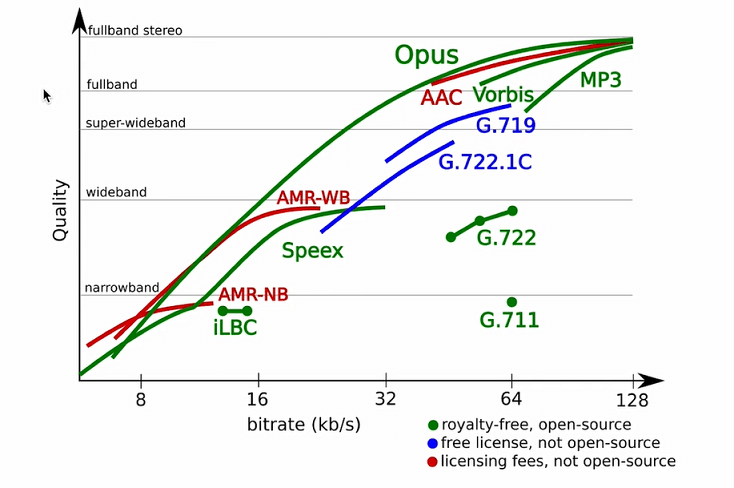 fullband stereo
Opus
fullband
AAC
Vorbis
MP3
super-wideband
G.719
G.722.1C
wideband
AMR-WB
Quality
Speex
G.722
narrowband
AMR-NB
iLBC
G.711
8 16 32 64 128
bitrate (kb/s)
royalty-free, open-source
free license, not open-source
licensing fees, not open-source